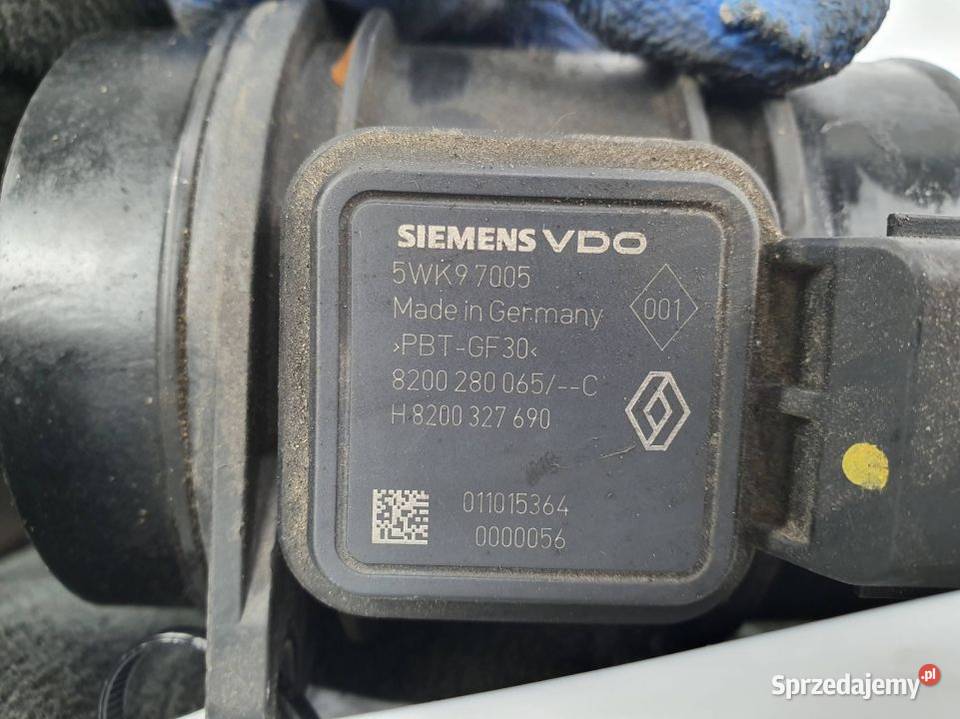 SIEMENS VDO
5WK9 7005
Made in Germany
001
>PBT-GF30<
8200 280 065/--C
H 8200 327 690
011015364
0000056
Sprzedajemy.pl